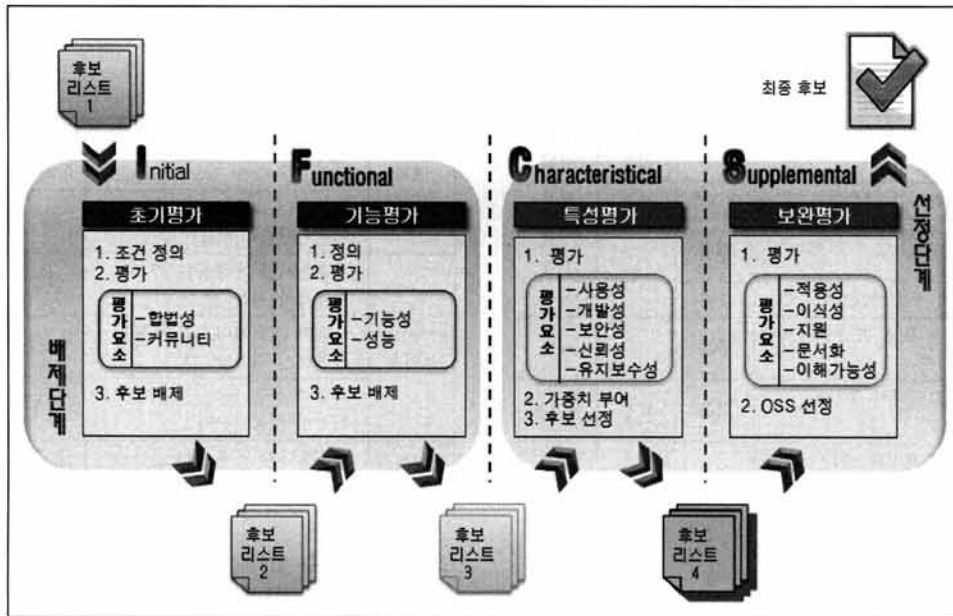 후보
리스트
1
최종 후보
Initial
Functional
Characteristical
Supplemental
배제단계
선정단계
초기평가
1. 조건 정의
2. 평가
평가요소
-합법성
-커뮤니티
3. 후보 배제
기능평가
1. 정의
2. 평가
평가요소
-기능성
-성능
3. 후보 배제
특성평가
1. 평가
평가요소
-사용성
-개발성
-보안성
-신뢰성
-유지보수성
2. 가중치 부여
3. 후보 선정
보완평가
1. 평가
평가요소
-적용성
-이식성
-지원
-문서화
-이해가능성
2. OSS 선정
후보
리스트
2
후보
리스트
3
후보
리스트
4